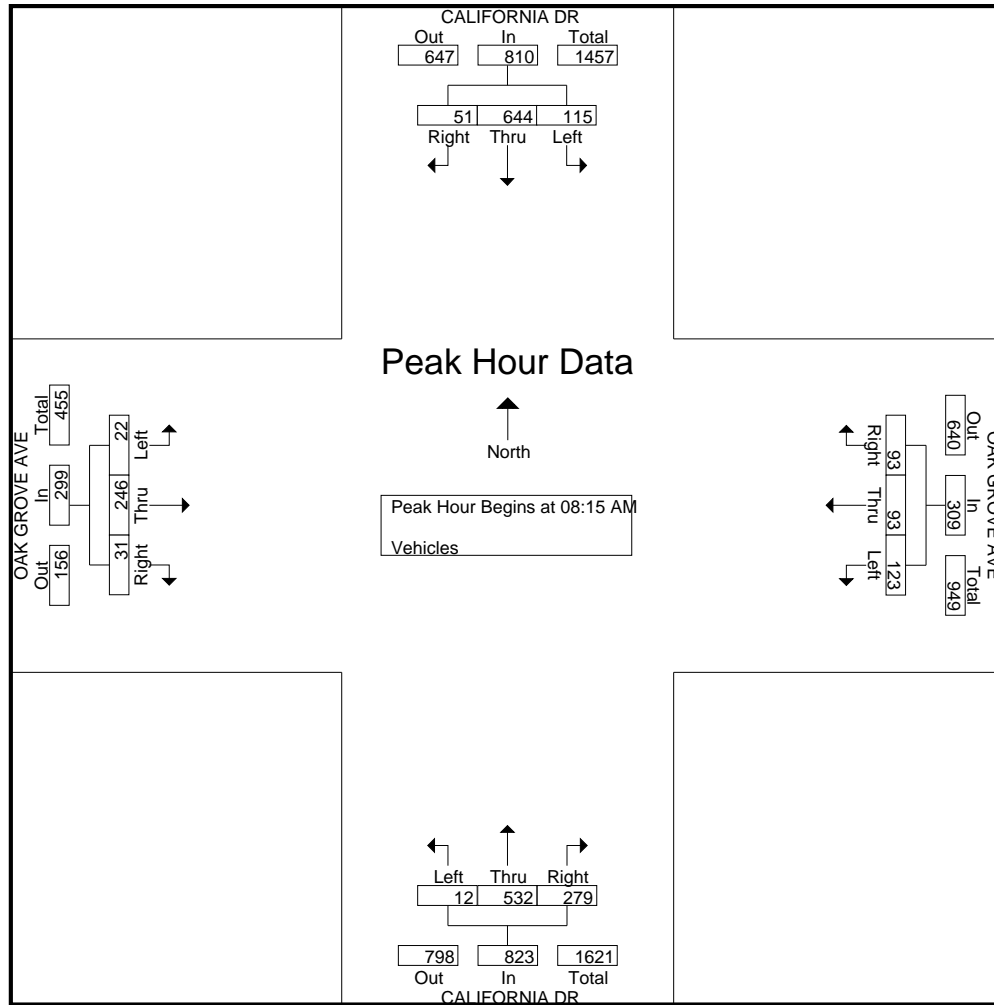 CALIFORNIA DR
Out In Total
647 810 1457
51 644 115
Right Thru Left
Peak Hour Data
North
Peak Hour Begins at 08:15 AM
Vehicles
OAK GROVE AVE
Total In Out
455 299 156
22 246 31
Left Thru Right
OAK GROVE AVE
Out In Total
640 309 949
93 93 123
Right Thru Left
Left Thru Right
12 532 279
798 823 1621
Out In Total
CALIFORNIA DR